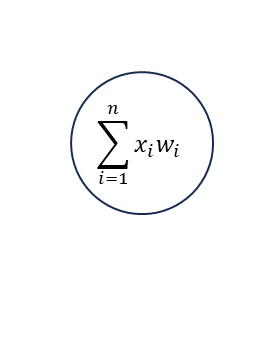 n
∑ xᵢwᵢ
i=1